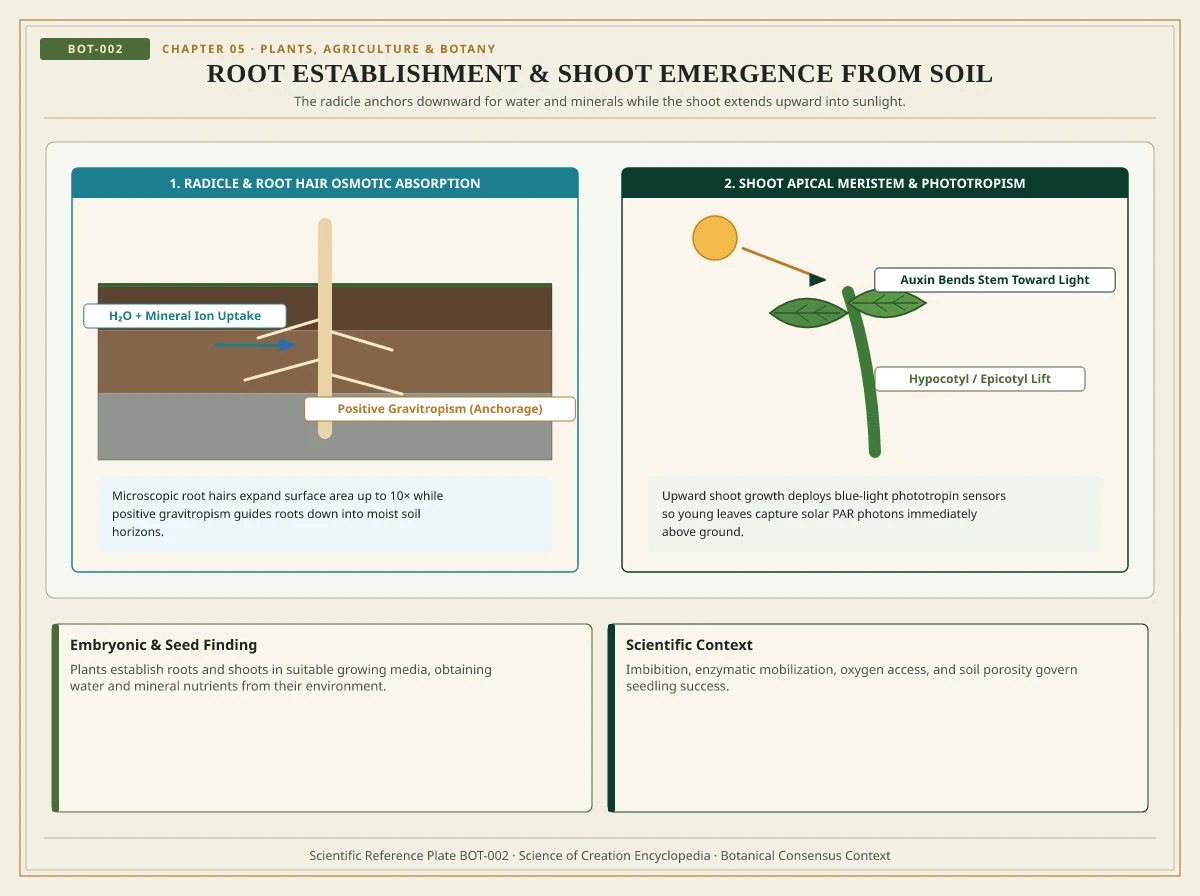 BOT-002
CHAPTER 05 · PLANTS, AGRICULTURE & BOTANY
ROOT ESTABLISHMENT & SHOOT EMERGENCE FROM SOIL
The radicle anchors downward for water and minerals while the shoot extends upward into sunlight.
1. RADICLE & ROOT HAIR OSMOTIC ABSORPTION
H₂O + Mineral Ion Uptake
Positive Gravitropism (Anchorage)
Microscopic root hairs expand surface area up to 10× while
positive gravitropism guides roots down into moist soil
horizons.
2. SHOOT APICAL MERISTEM & PHOTOTROPISM
Auxin Bends Stem Toward Light
Hypocotyl / Epicotyl Lift
Upward shoot growth deploys blue-light phototropin sensors
so young leaves capture solar PAR photons immediately
above ground.
Embryonic & Seed Finding
Plants establish roots and shoots in suitable growing media, obtaining
water and mineral nutrients from their environment.
Scientific Context
Imbibition, enzymatic mobilization, oxygen access, and soil porosity govern
seedling success.
Scientific Reference Plate BOT-002 · Science of Creation Encyclopedia · Botanical Consensus Context